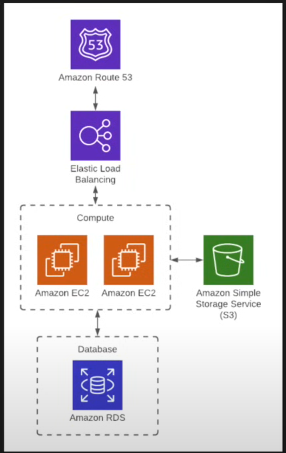 53
Amazon Route 53
Elastic Load
Balancing
Compute
Amazon EC2
Amazon EC2
Amazon Simple
Storage Service
(S3)
Database
Amazon RDS